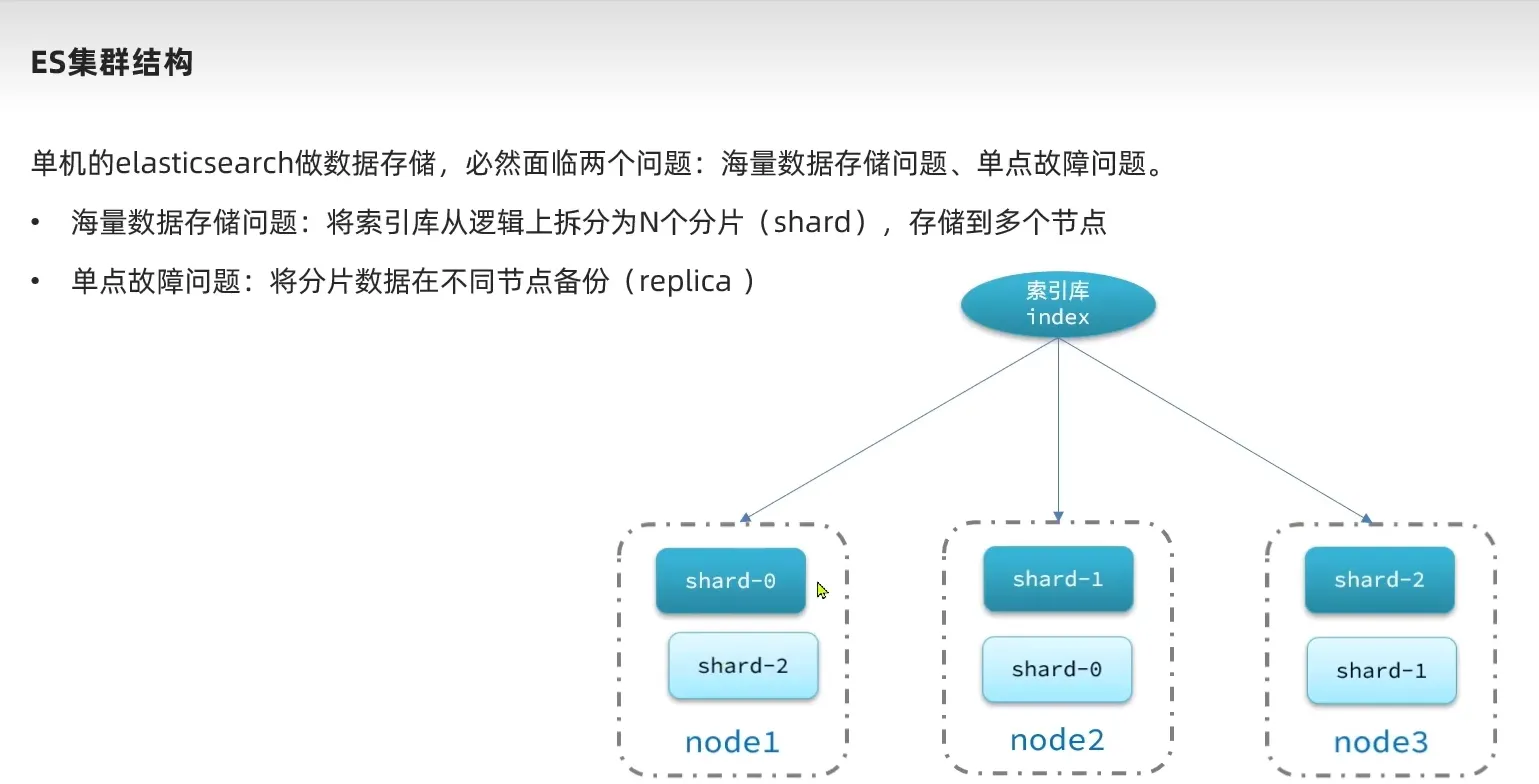 ES集群结构
单机的elasticsearch做数据存储，必然面临两个问题：海量数据存储问题、单点故障问题。
• 海量数据存储问题：将索引库从逻辑上拆分为N个分片（shard），存储到多个节点
• 单点故障问题：将分片数据在不同节点备份（replica ）
索引库
index
shard-0
shard-2
node1
shard-1
shard-0
node2
shard-2
shard-1
node3